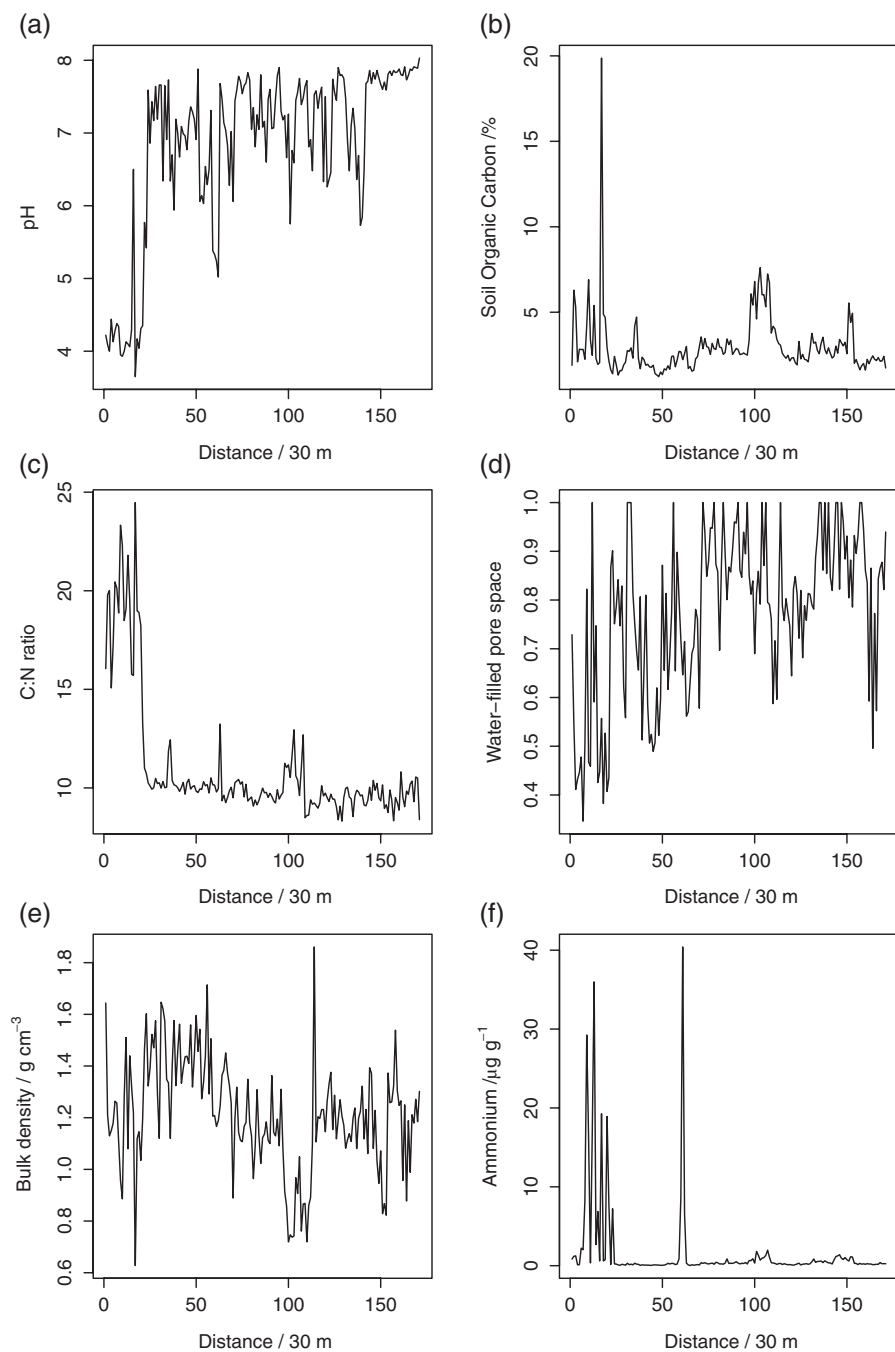 (a)
8
7
6
5
4
pH
0 50 100 150
Distance / 30 m
(b)
20
15
10
5
Soil Organic Carbon /%
0 50 100 150
Distance / 30 m
(c)
25
20
15
10
C:N ratio
0 50 100 150
Distance / 30 m
(d)
1.0
0.9
0.8
0.7
0.6
0.5
0.4
Water−filled pore space
0 50 100 150
Distance / 30 m
(e)
1.8
1.6
1.4
1.2
1.0
0.8
0.6
Bulk density / g cm⁻³
0 50 100 150
Distance / 30 m
(f)
40
30
20
10
0
Ammonium /µg g⁻¹
0 50 100 150
Distance / 30 m